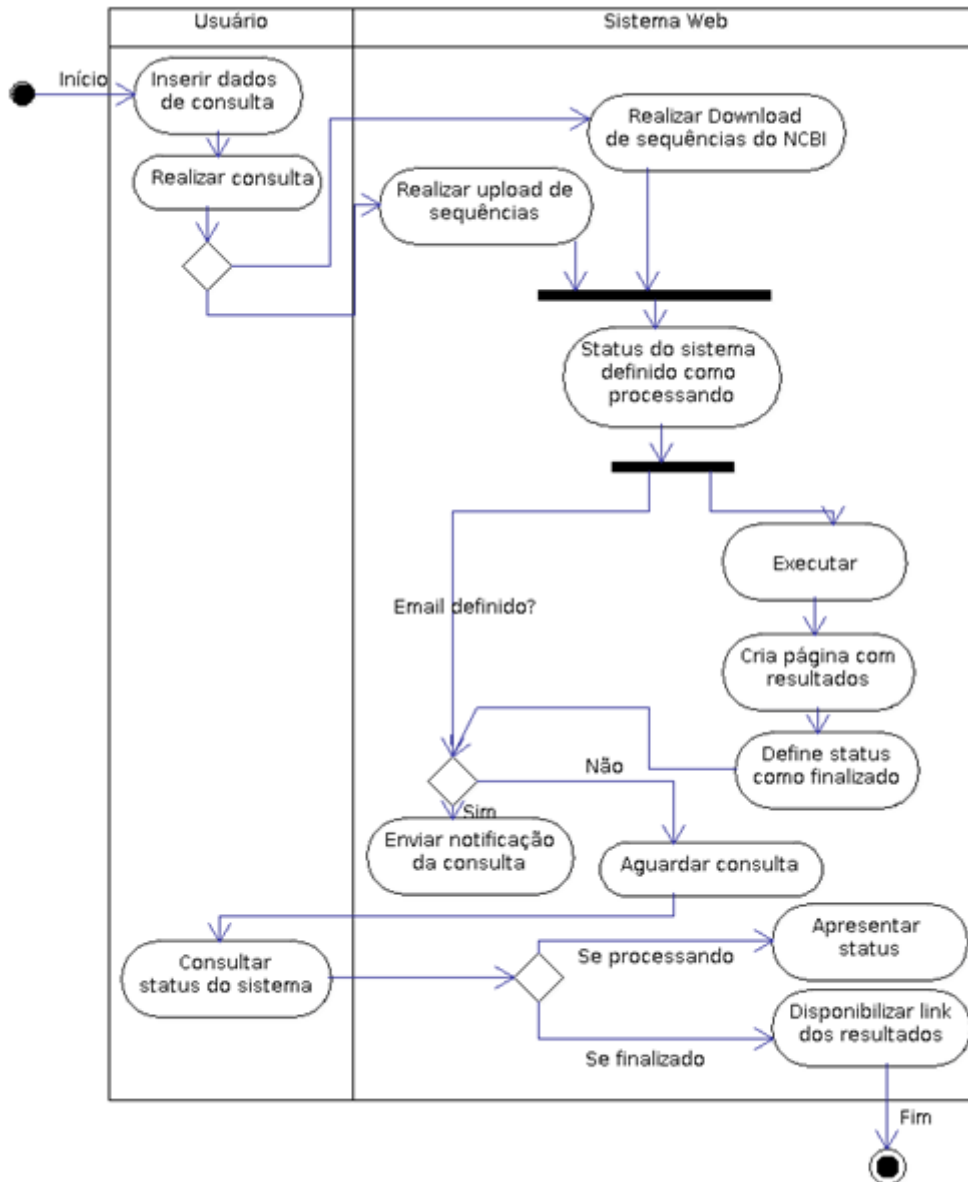 Usuário
Sistema Web
Início
Inserir dados
de consulta
Realizar Download
de sequências do NCBI
Realizar consulta
Realizar upload de
sequências
Status do sistema
definido como
processando
Executar
Email definido?
Cria página com
resultados
Define status
como finalizado
Não
Sim
Enviar notificação
da consulta
Aguardar consulta
Consultar
status do sistema
Se processando
Apresentar
status
Disponibilizar link
dos resultados
Se finalizado
Fim